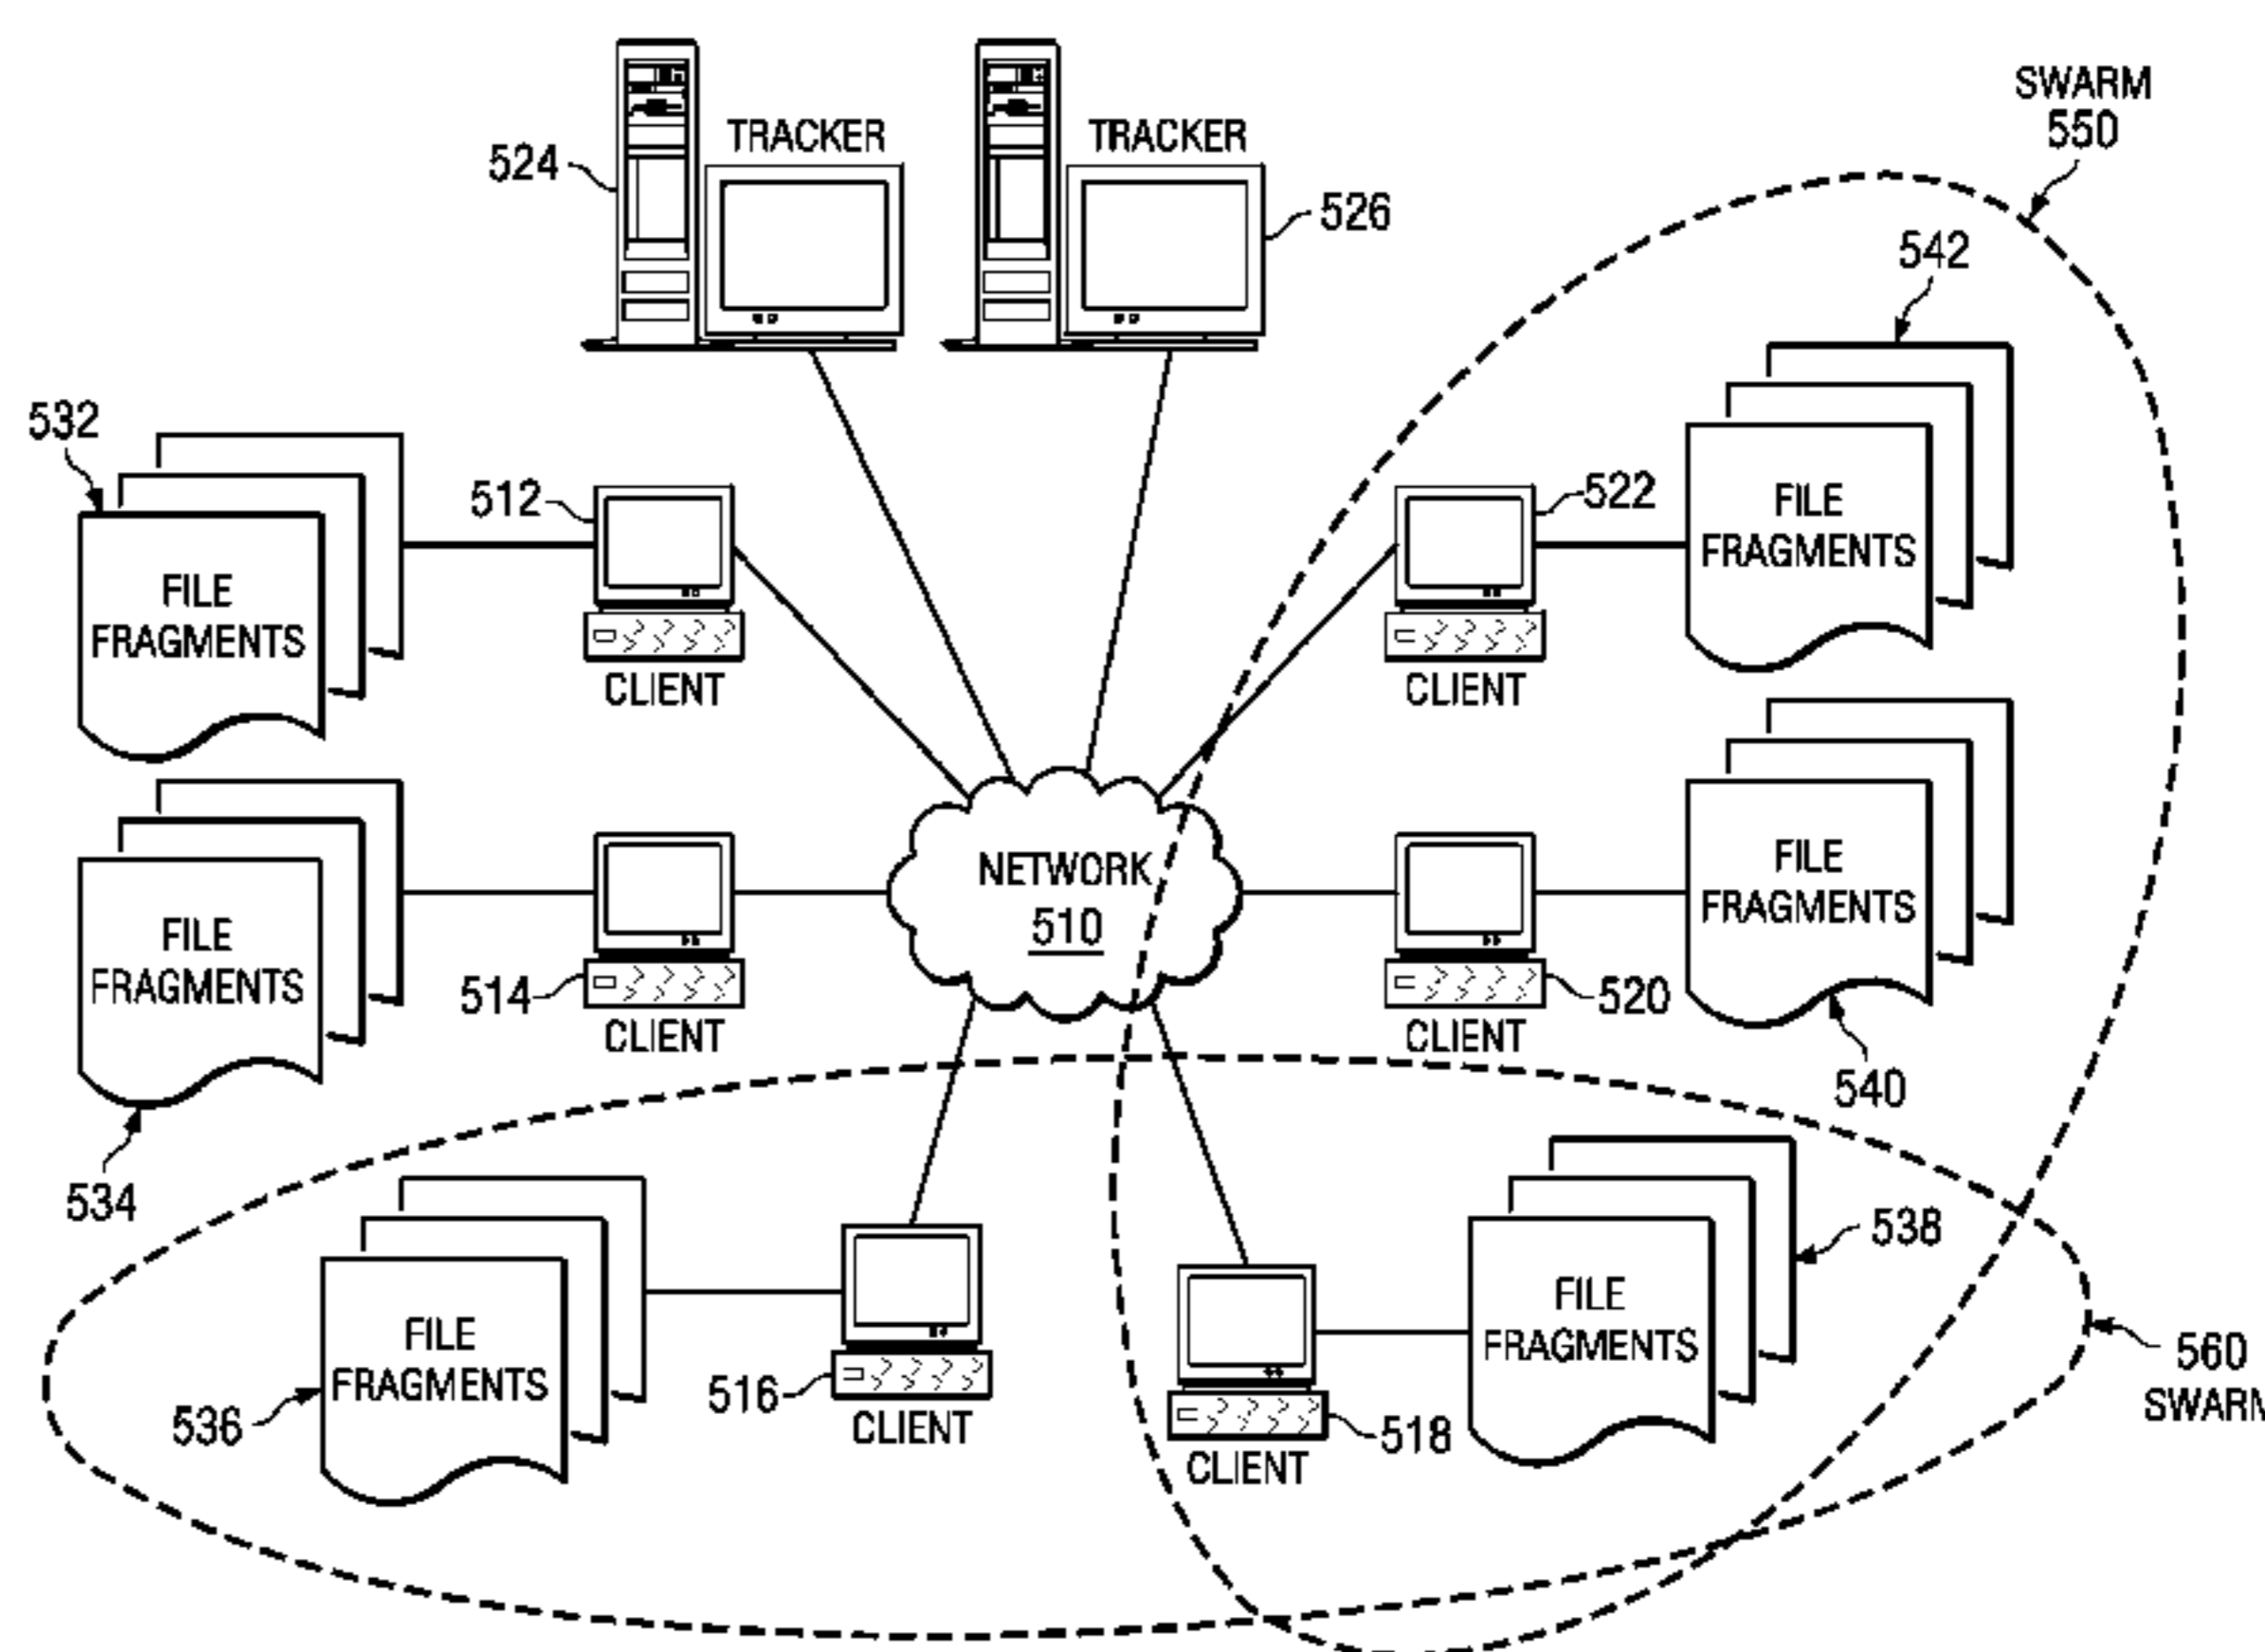 SWARM
550
TRACKER
TRACKER
524
526
542
532
512
522
FILE
FRAGMENTS
FILE
FRAGMENTS
CLIENT
CLIENT
NETWORK
510
FILE
FRAGMENTS
FILE
FRAGMENTS
514
520
CLIENT
CLIENT
540
534
538
FILE
FRAGMENTS
FILE
FRAGMENTS
560
SWARM
536
516
518
CLIENT
CLIENT